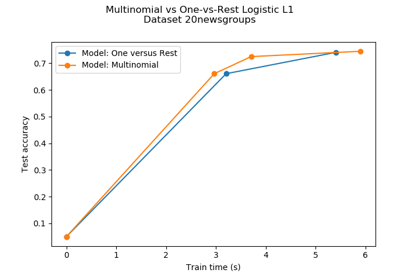 Multinomial vs One-vs-Rest Logistic L1
Dataset 20newsgroups
Model: One versus Rest
Model: Multinomial
Test accuracy
0.7
0.6
0.5
0.4
0.3
0.2
0.1
0 1 2 3 4 5 6
Train time (s)